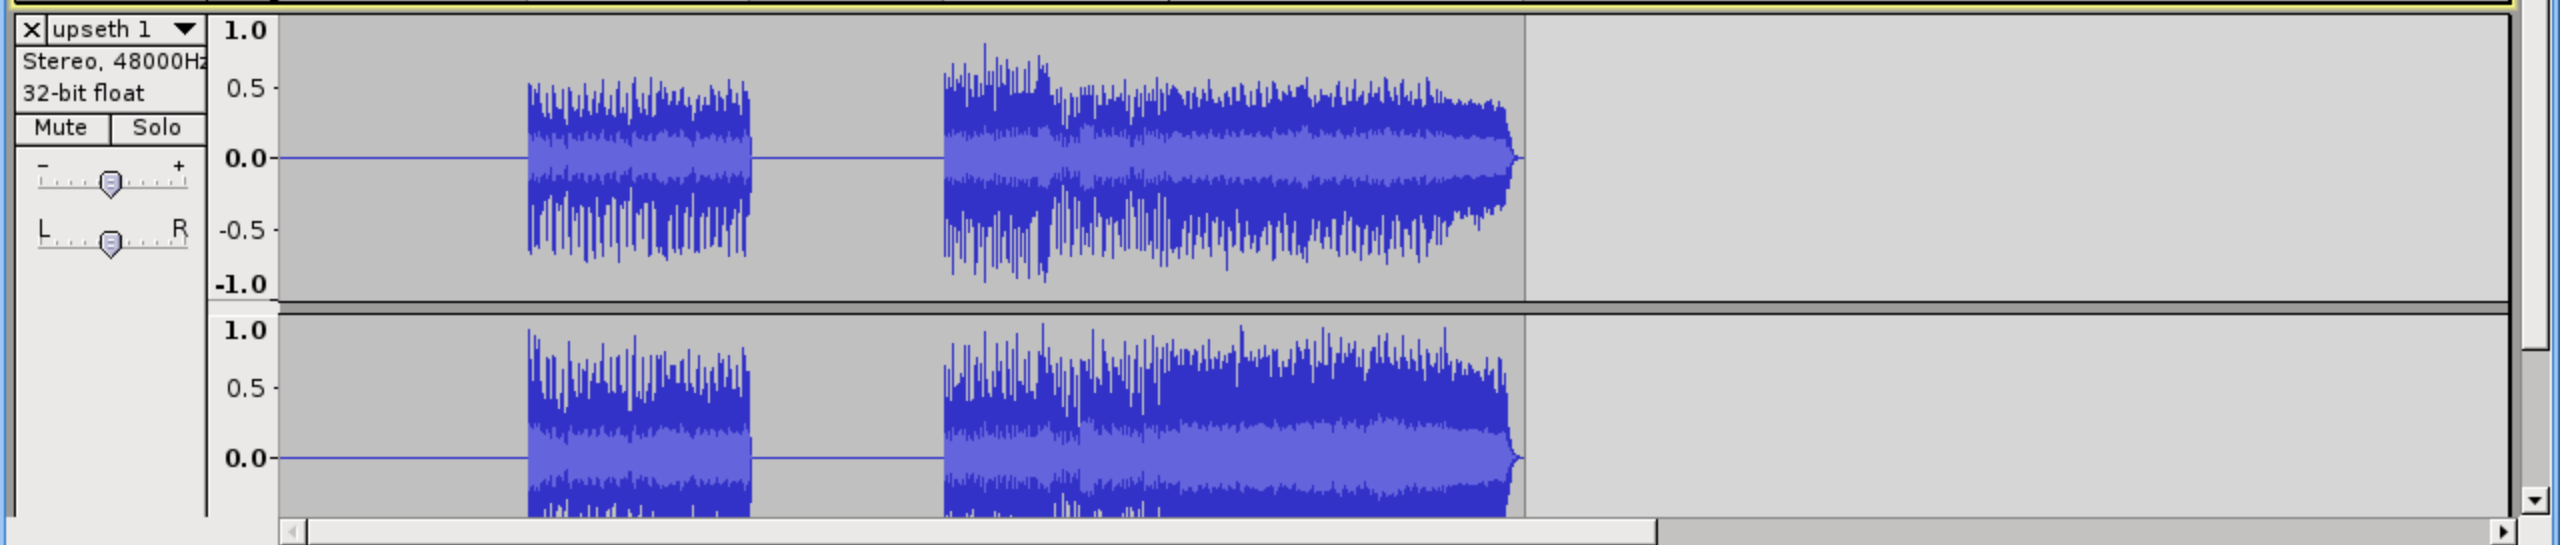 upseth 1
Stereo, 48000Hz
32-bit float
Mute Solo
- +
L R
1.0
0.5
0.0
-0.5
-1.0
1.0
0.5
0.0